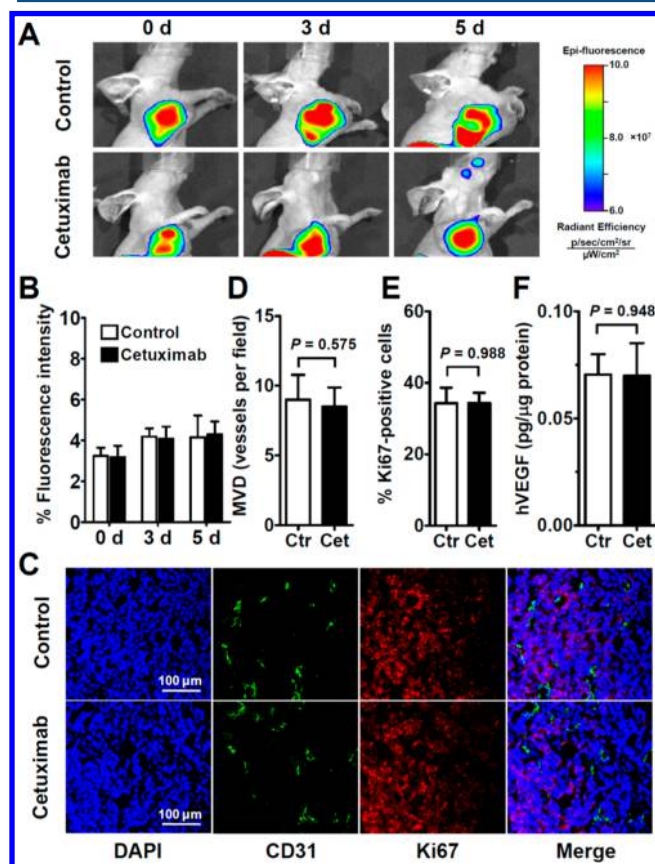 A
0 d 3 d 5 d
Control
Cetuximab
Epi-fluorescence
10.0
8.0 ×10⁷
6.0
Radiant Efficiency
p/sec/cm²/sr
µW/cm²
B
% Fluorescence intensity
10
8
6
4
2
0
Control
Cetuximab
0 d 3 d 5 d
D
MVD (vessels per field)
15
10
5
0
P = 0.575
Ctr Cet
E
% Ki67-positive cells
60
40
20
0
P = 0.988
Ctr Cet
F
hVEGF (pg/µg protein)
0.10
0.05
0.00
P = 0.948
Ctr Cet
C
Control
100 µm
Cetuximab
100 µm
DAPI CD31 Ki67 Merge